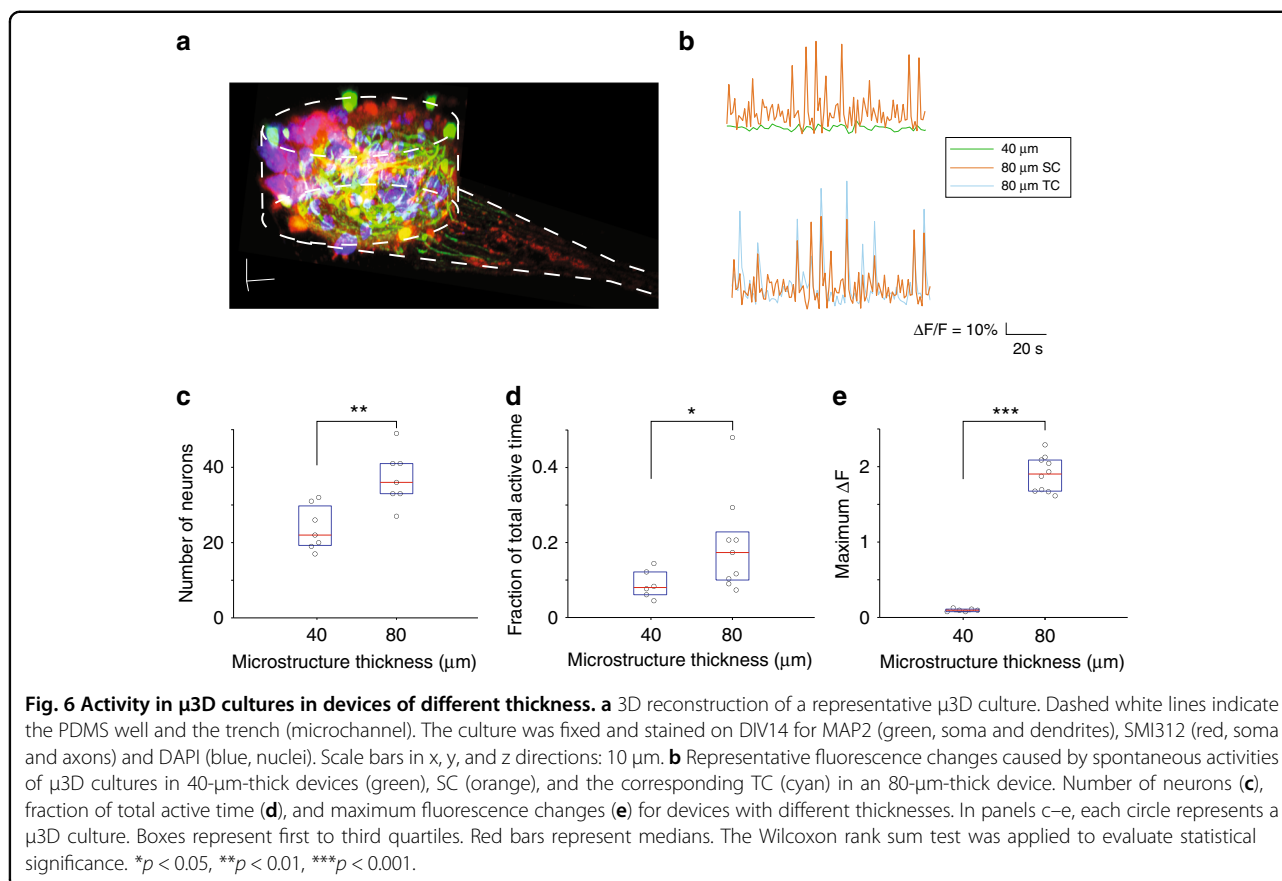 a
b
40 μm
80 μm SC
80 μm TC
ΔF/F = 10%
20 s
c
**
Number of neurons
40
20
0
40
80
Microstructure thickness (μm)
d
*
Fraction of total active time
0.4
0.2
0
40
80
Microstructure thickness (μm)
e
***
Maximum ΔF
2
1
0
40
80
Microstructure thickness (μm)
Fig. 6 Activity in μ3D cultures in devices of different thickness. a 3D reconstruction of a representative μ3D culture. Dashed white lines indicate
the PDMS well and the trench (microchannel). The culture was fixed and stained on DIV14 for MAP2 (green, soma and dendrites), SMI312 (red, soma
and axons) and DAPI (blue, nuclei). Scale bars in x, y, and z directions: 10 μm. b Representative fluorescence changes caused by spontaneous activities
of μ3D cultures in 40-μm-thick devices (green), SC (orange), and the corresponding TC (cyan) in an 80-μm-thick device. Number of neurons (c),
fraction of total active time (d), and maximum fluorescence changes (e) for devices with different thicknesses. In panels c–e, each circle represents a
μ3D culture. Boxes represent first to third quartiles. Red bars represent medians. The Wilcoxon rank sum test was applied to evaluate statistical
significance. *p < 0.05, **p < 0.01, ***p < 0.001.